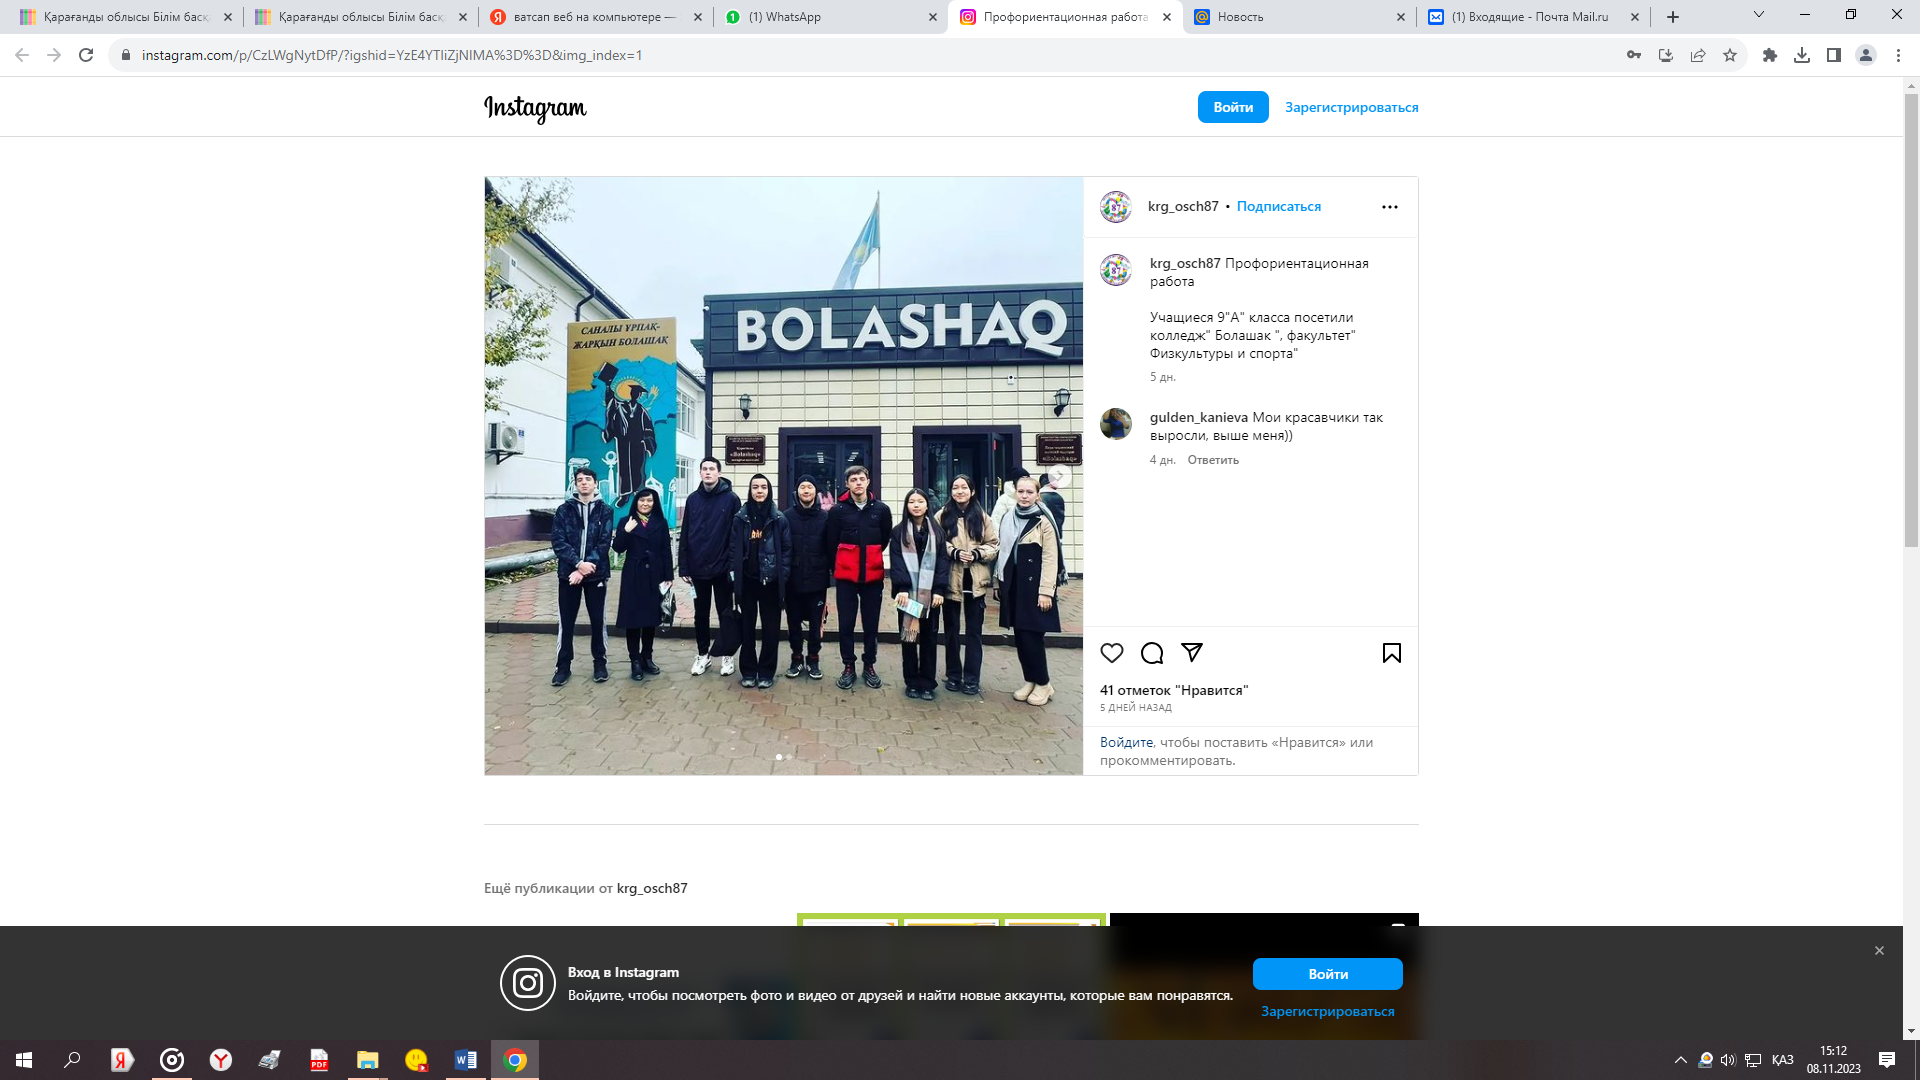 Қарағанды облысы Білім басқ
Қарағанды облысы Білім басқ
ватсап веб на компьютере —
(1) WhatsApp
Профориентационная работа
Новость
(1) Входящие - Почта Mail.ru
instagram.com/p/CzLWgNytDfP/?igshid=YzE4YTliZjNlMA%3D%3D&img_index=1
Instagram
Войти
Зарегистрироваться
САНАЛЫ ҰРПАҚ-
ЖАРҚЫН БОЛАШАҚ
BOLASHAQ
«Bolashaq»
«Bolashaq»
krg_osch87 • Подписаться
krg_osch87 Профориентационная
работа
Учащиеся 9"А" класса посетили
колледж" Болашак ", факультет"
Физкультуры и спорта"
5 дн.
gulden_kanieva Мои красавчики так
выросли, выше меня))
4 дн. Ответить
41 отметок "Нравится"
5 ДНЕЙ НАЗАД
Войдите, чтобы поставить «Нравится» или
прокомментировать.
Ещё публикации от krg_osch87
Вход в Instagram
Войдите, чтобы посмотреть фото и видео от друзей и найти новые аккаунты, которые вам понравятся.
Войти
Зарегистрироваться
ҚАЗ
15:12
08.11.2023